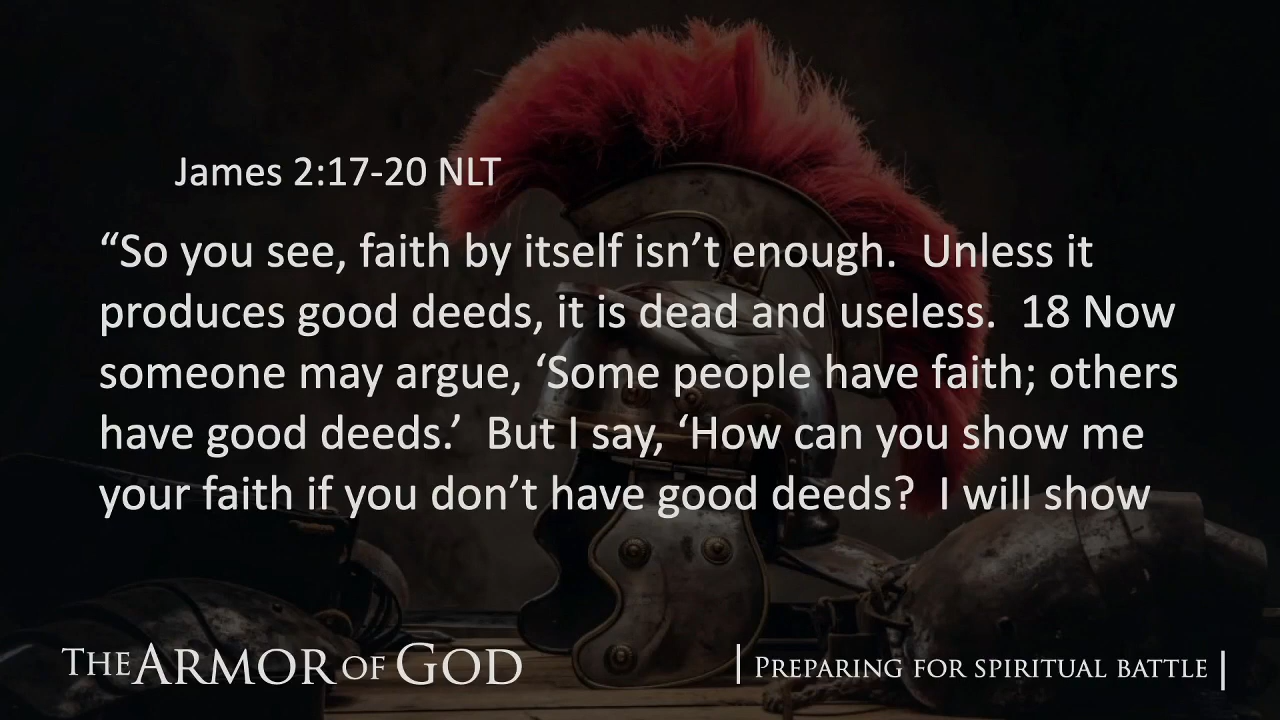 James 2:17-20 NLT
“So you see, faith by itself isn’t enough.  Unless it
produces good deeds, it is dead and useless.  18 Now
someone may argue, ‘Some people have faith; others
have good deeds.’  But I say, ‘How can you show me
your faith if you don’t have good deeds?  I will show
THE ARMOR OF GOD
| PREPARING FOR SPIRITUAL BATTLE |